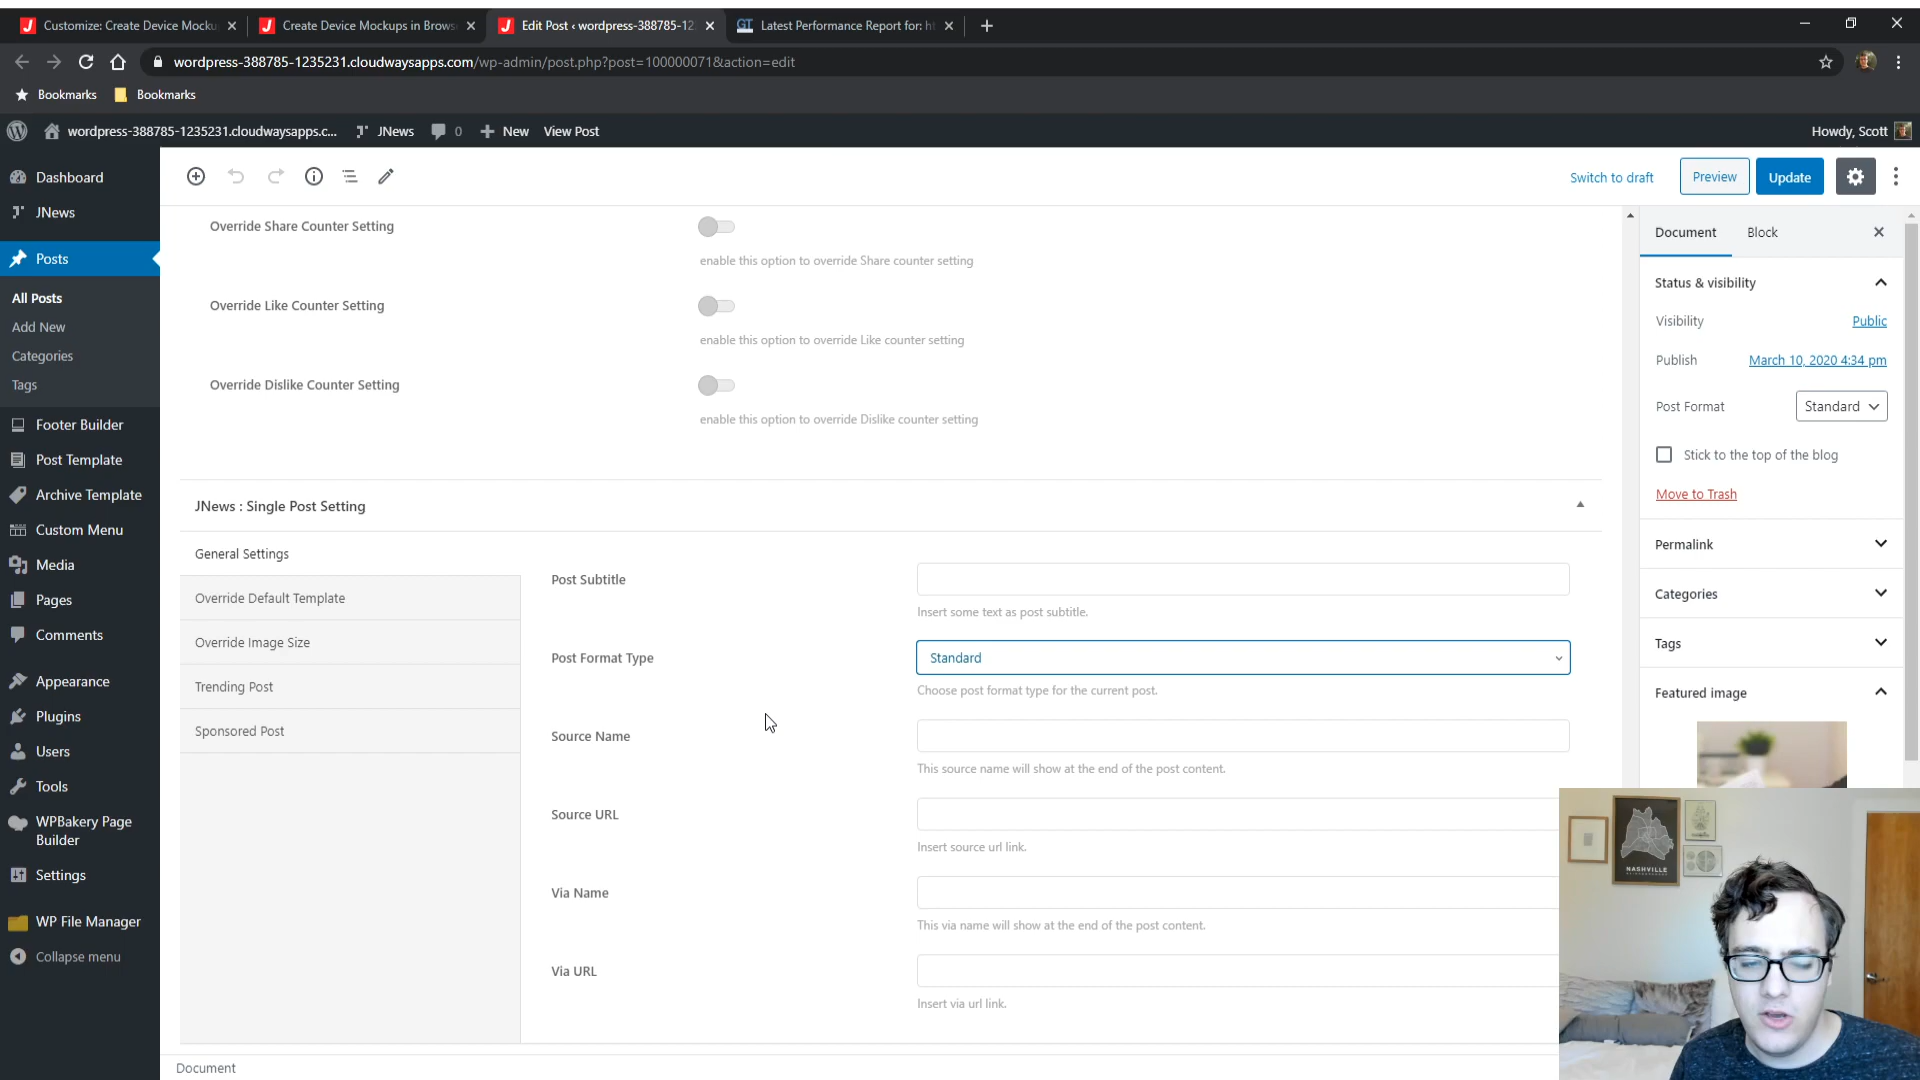 Customize: Create Device Mocku
Create Device Mockups in Brows
Edit Post ‹ wordpress-388785-12
Latest Performance Report for: ht
wordpress-388785-1235231.cloudwaysapps.com/wp-admin/post.php?post=100000071&action=edit
Bookmarks
Bookmarks
wordpress-388785-1235231.cloudwaysapps.c...
JNews
0
New
View Post
Howdy, Scott
Dashboard
JNews
Posts
All Posts
Add New
Categories
Tags
Footer Builder
Post Template
Archive Template
Custom Menu
Media
Pages
Comments
Appearance
Plugins
Users
Tools
WPBakery Page
Builder
Settings
WP File Manager
Collapse menu
Switch to draft
Preview
Update
Override Share Counter Setting
enable this option to override Share counter setting
Override Like Counter Setting
enable this option to override Like counter setting
Override Dislike Counter Setting
enable this option to override Dislike counter setting
JNews : Single Post Setting
General Settings
Override Default Template
Override Image Size
Trending Post
Sponsored Post
Post Subtitle
Insert some text as post subtitle.
Post Format Type
Standard
Choose post format type for the current post.
Source Name
This source name will show at the end of the post content.
Source URL
Insert source url link.
Via Name
This via name will show at the end of the post content.
Via URL
Insert via url link.
Document
Document
Block
Status & visibility
Visibility
Public
Publish
March 10, 2020 4:34 pm
Post Format
Standard
Stick to the top of the blog
Move to Trash
Permalink
Categories
Tags
Featured image
NASHVILLE